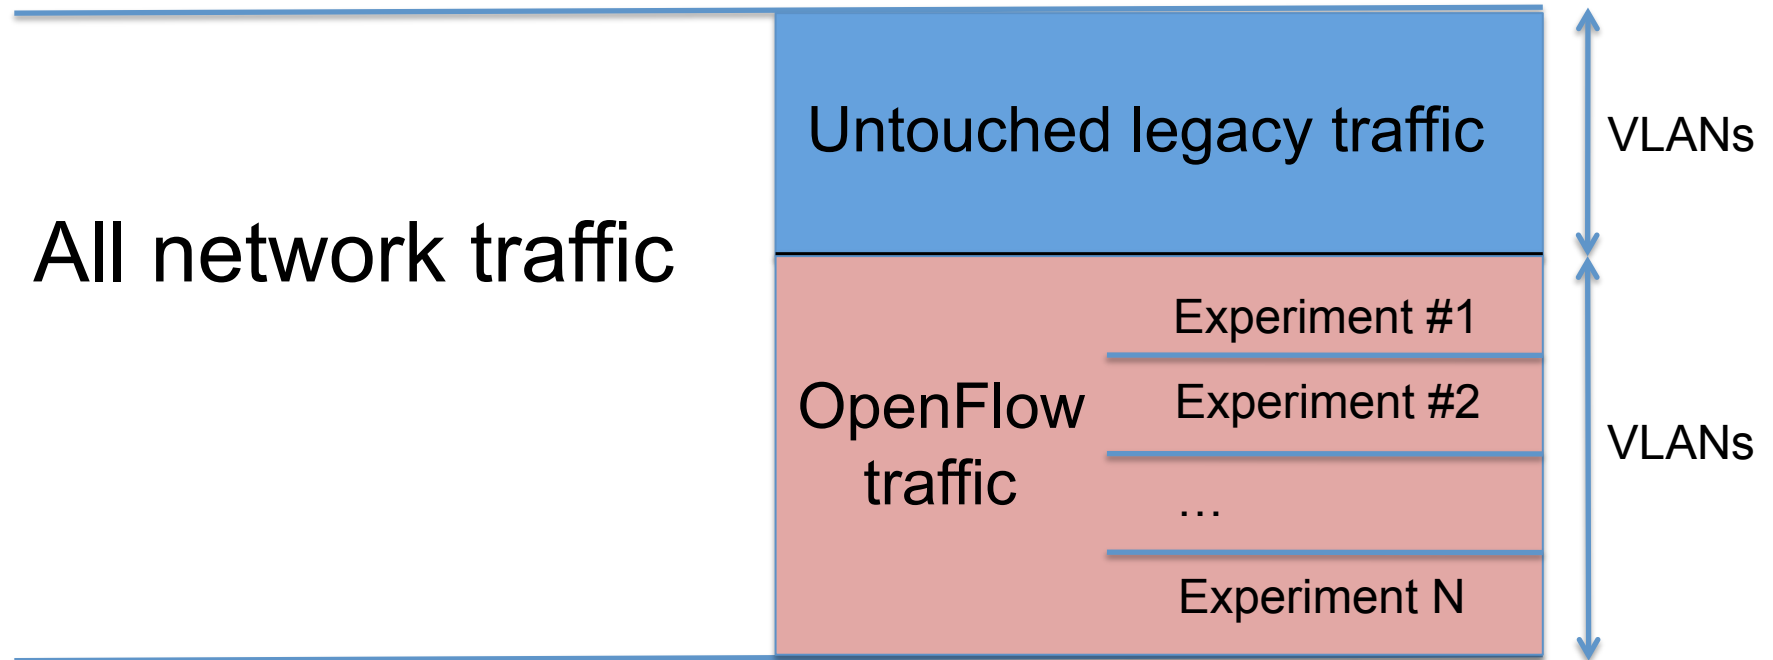 All network traffic
Untouched legacy traffic
VLANs
OpenFlow
traffic
Experiment #1
Experiment #2
…
Experiment N
VLANs